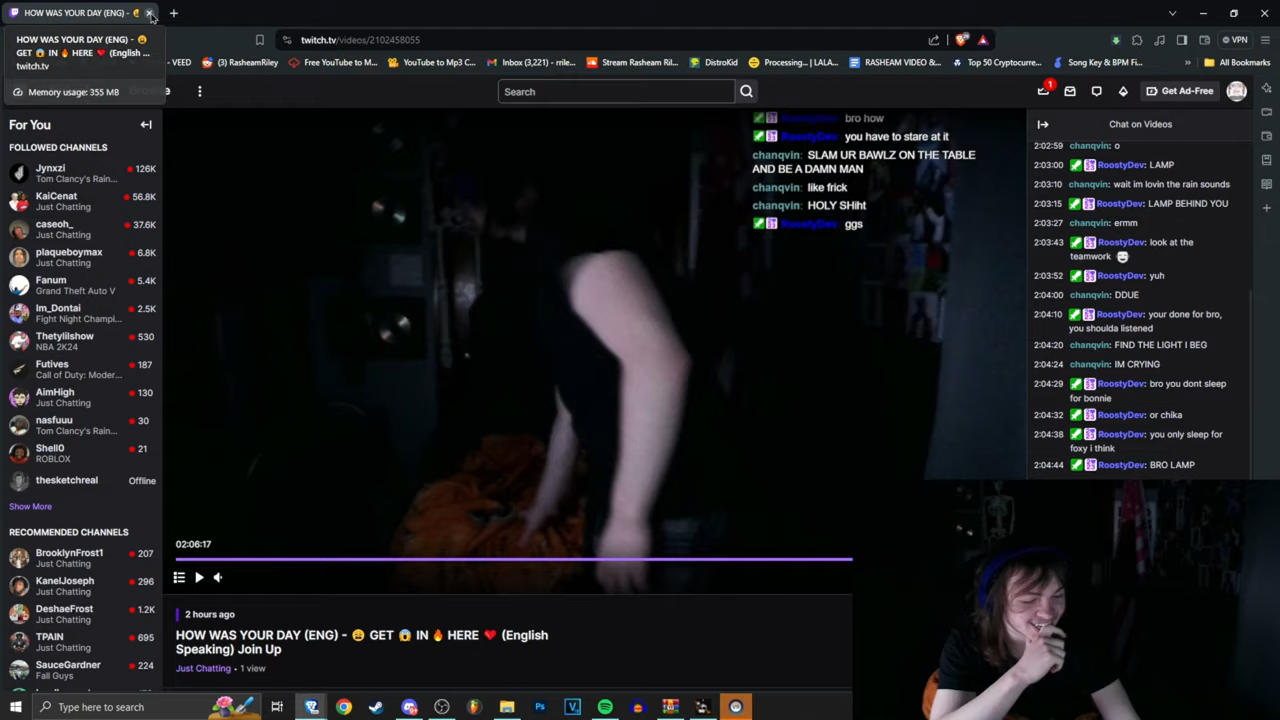 HOW WAS YOUR DAY (ENG) - 😩
HOW WAS YOUR DAY (ENG) - 😩
GET 😱 IN 🔥 HERE ❤️ (English ...
twitch.tv
Memory usage: 355 MB
twitch.tv/videos/2102458055
VPN
VEED
(3) RasheamRiley
Free YouTube to M...
YouTube to Mp3 C...
Inbox (3,221) - rrile...
Stream Rasheam Ril...
DistroKid
Processing... | LALA...
RASHEAM VIDEO &...
Top 50 Cryptocurre...
Song Key & BPM Fi...
»
All Bookmarks
Browse
Search
1
Get Ad-Free
For You
FOLLOWED CHANNELS
Jynxzi
126K
Tom Clancy's Rain...
KaiCenat
56.8K
Just Chatting
caseoh_
37.6K
Just Chatting
plaqueboymax
6.8K
Just Chatting
Fanum
5.4K
Grand Theft Auto V
Im_Dontai
2.5K
Fight Night Champi...
Thetylilshow
530
NBA 2K24
Futives
187
Call of Duty: Moder...
AimHigh
130
Just Chatting
nasfuuu
30
Tom Clancy's Rain...
Shell0
21
ROBLOX
thesketchreal
Offline
Show More
RECOMMENDED CHANNELS
BrooklynFrost1
207
Just Chatting
KanelJoseph
296
Just Chatting
DeshaeFrost
1.2K
Just Chatting
TPAIN
695
Just Chatting
SauceGardner
224
Fall Guys
RoostyDev: bro how
RoostyDev: you have to stare at it
chanqvin: SLAM UR BAWLZ ON THE TABLE
AND BE A DAMN MAN
chanqvin: like frick
chanqvin: HOLY SHiht
RoostyDev: ggs
02:06:17
2 hours ago
HOW WAS YOUR DAY (ENG) - 😩 GET 😱 IN 🔥 HERE ❤️ (English
Speaking) Join Up
Just Chatting • 1 view
Chat on Videos
2:02:59 chanqvin: o
2:03:00 RoostyDev: LAMP
2:03:10 chanqvin: wait im lovin the rain sounds
2:03:15 RoostyDev: LAMP BEHIND YOU
2:03:27 chanqvin: ermm
2:03:43 RoostyDev: look at the
teamwork
2:03:52 RoostyDev: yuh
2:04:00 chanqvin: DDUE
2:04:10 RoostyDev: your done for bro,
you shoulda listened
2:04:20 chanqvin: FIND THE LIGHT I BEG
2:04:24 chanqvin: IM CRYING
2:04:29 RoostyDev: bro you dont sleep
for bonnie
2:04:32 RoostyDev: or chika
2:04:38 RoostyDev: you only sleep for
foxy i think
2:04:44 RoostyDev: BRO LAMP
Type here to search
Ps
V